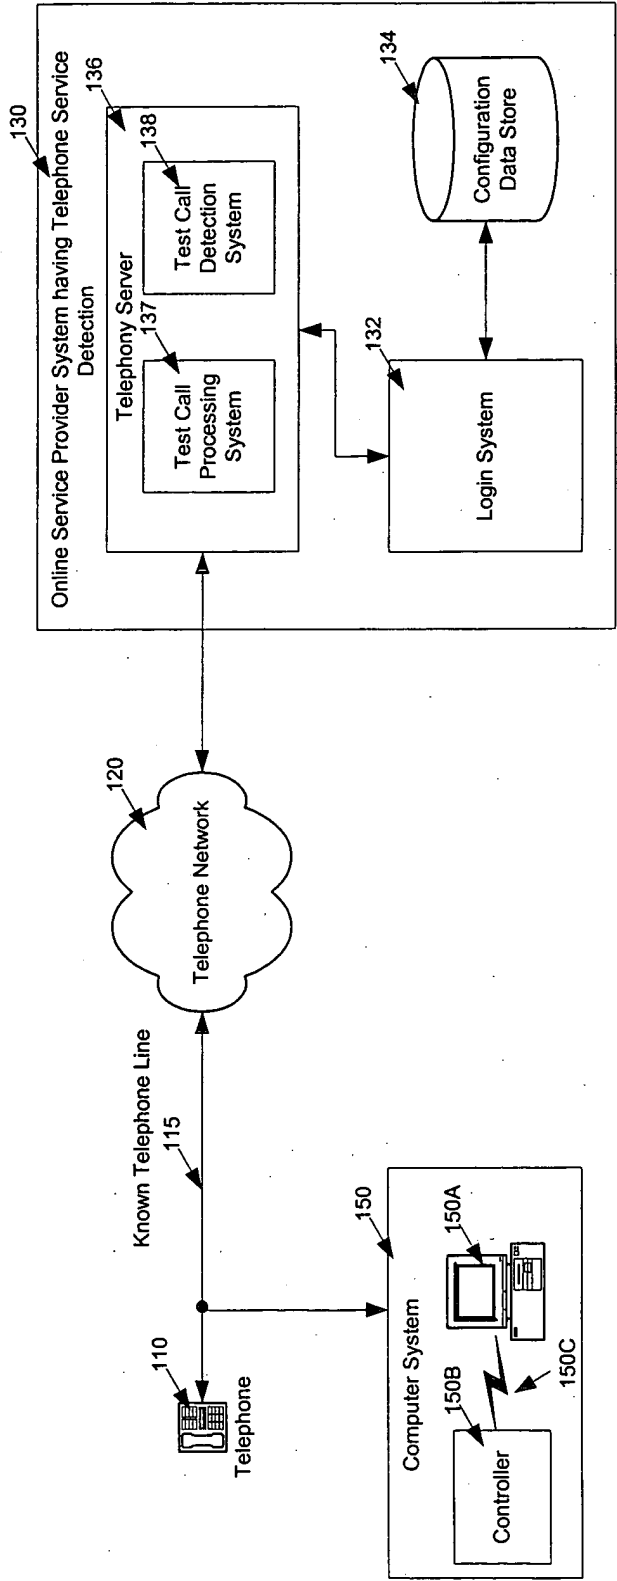 130
Online Service Provider System having Telephone Service
Detection
136
Telephony Server
137
Test Call
Processing
System
138
Test Call
Detection
System
132
Login System
134
Configuration
Data Store
120
Telephone Network
Known Telephone Line
115
110
Telephone
150
Computer System
150A
150B
150C
Controller